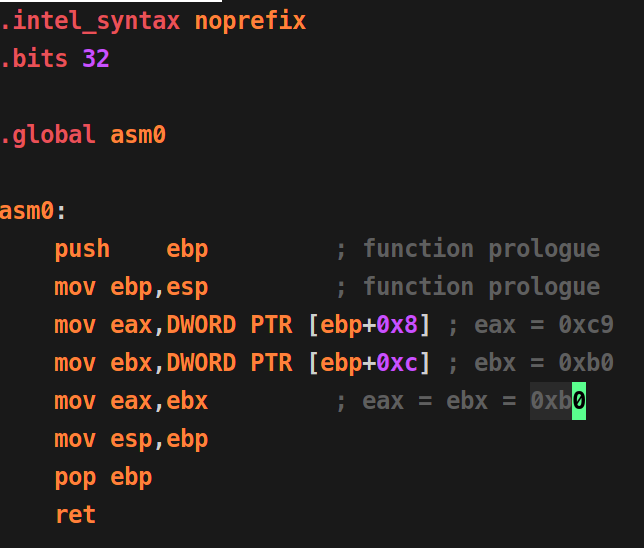 .intel_syntax noprefix
.bits 32
.global asm0
asm0:
push    ebp         ; function prologue
mov ebp,esp         ; function prologue
mov eax,DWORD PTR [ebp+0x8] ; eax = 0xc9
mov ebx,DWORD PTR [ebp+0xc] ; ebx = 0xb0
mov eax,ebx         ; eax = ebx = 0xb0
mov esp,ebp
pop ebp
ret